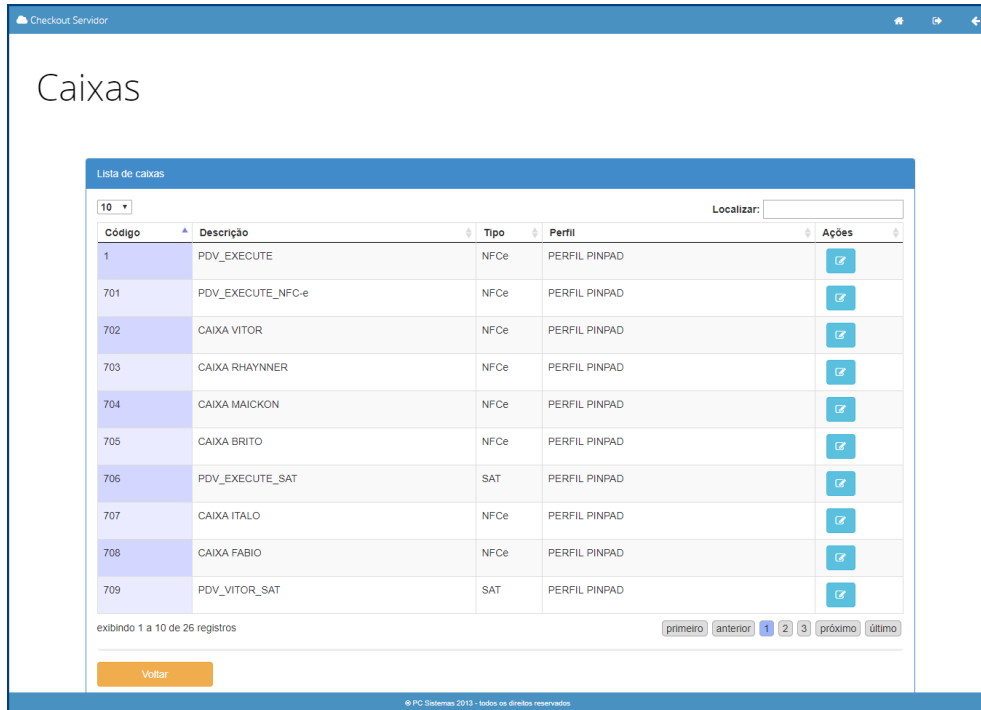 Checkout Servidor
Caixas
Lista de caixas
10 Localizar:
Código Descrição Tipo Perfil Ações
1 PDV_EXECUTE NFCe PERFIL PINPAD
701 PDV_EXECUTE_NFC-e NFCe PERFIL PINPAD
702 CAIXA VITOR NFCe PERFIL PINPAD
703 CAIXA RHAYNNER NFCe PERFIL PINPAD
704 CAIXA MAICKON NFCe PERFIL PINPAD
705 CAIXA BRITO NFCe PERFIL PINPAD
706 PDV_EXECUTE_SAT SAT PERFIL PINPAD
707 CAIXA ITALO NFCe PERFIL PINPAD
708 CAIXA FABIO NFCe PERFIL PINPAD
709 PDV_VITOR_SAT SAT PERFIL PINPAD
exibindo 1 a 10 de 26 registros primeiro anterior 1 2 3 próximo último
Voltar
© PC Sistemas 2013 - todos os direitos reservados